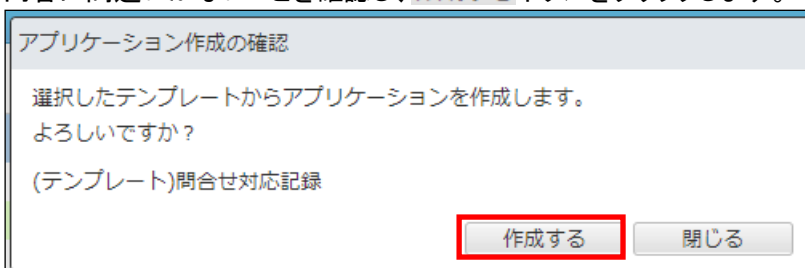 アプリケーション作成の確認
選択したテンプレートからアプリケーションを作成します。
よろしいですか？
(テンプレート)問合せ対応記録
作成する
閉じる